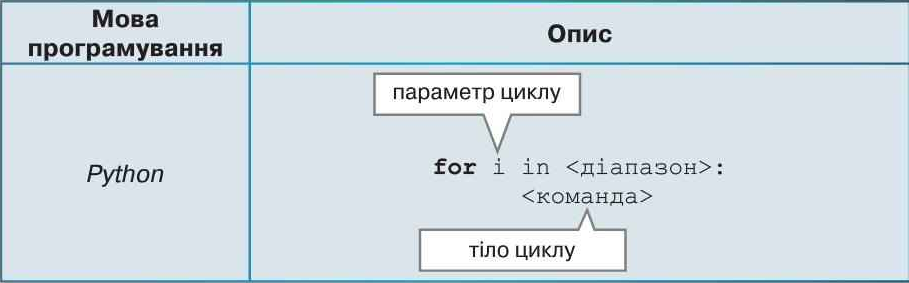 Мова
програмування
Опис
Python
параметр циклу
for i in <діапазон>:
<команда>
тіло циклу